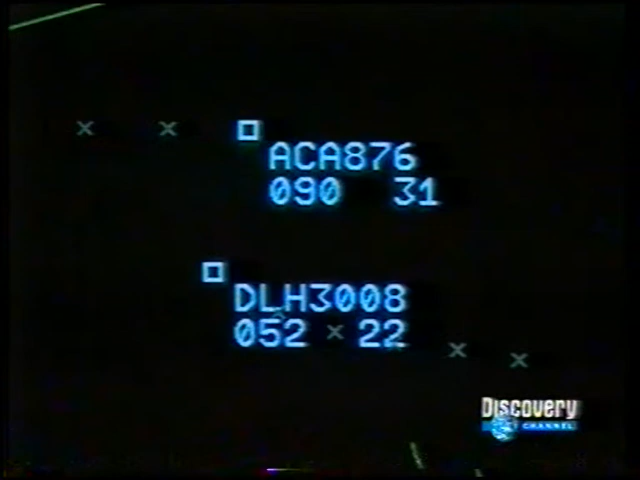 ACA876
090 31
DLH3008
052 22
Discovery
CHANNEL